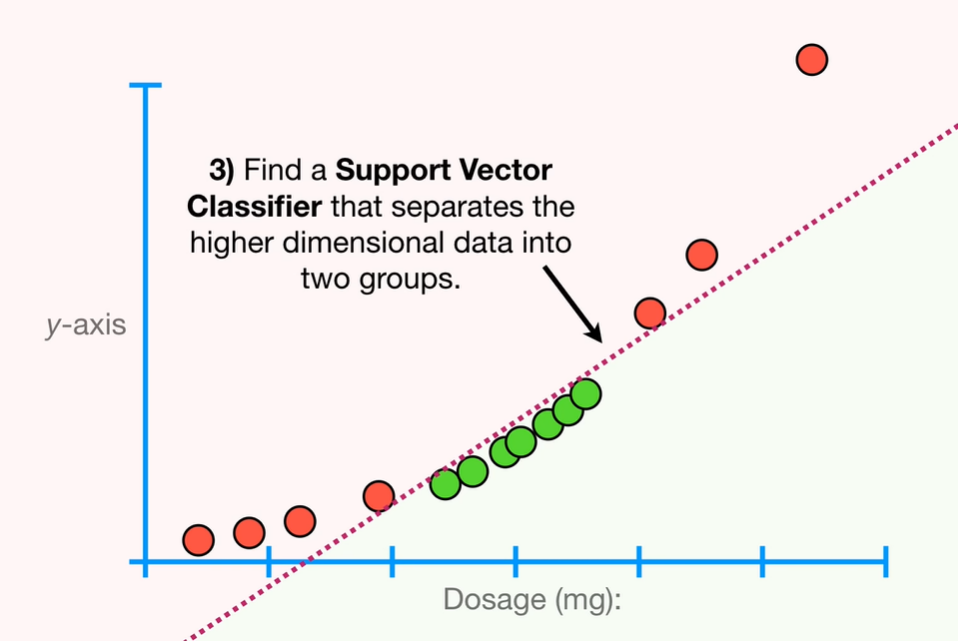 3) Find a Support Vector
Classifier that separates the
higher dimensional data into
two groups.
y-axis
Dosage (mg):